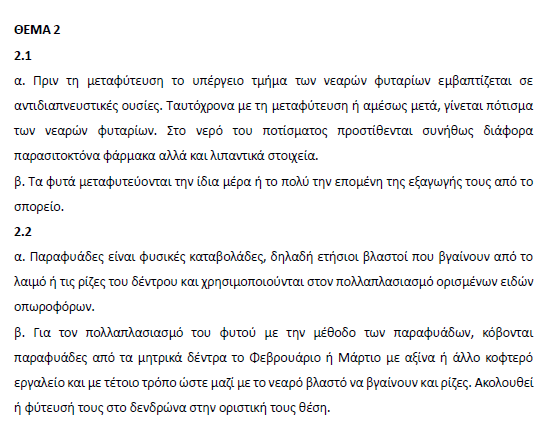 ΘΕΜΑ 2
2.1
α. Πριν τη μεταφύτευση το υπέργειο τμήμα των νεαρών φυταρίων εμβαπτίζεται σε
αντιδιαπνευστικές ουσίες. Ταυτόχρονα με τη μεταφύτευση ή αμέσως μετά, γίνεται πότισμα
των νεαρών φυταρίων. Στο νερό του ποτίσματος προστίθενται συνήθως διάφορα
παρασιτοκτόνα φάρμακα αλλά και λιπαντικά στοιχεία.
β. Τα φυτά μεταφυτεύονται την ίδια μέρα ή το πολύ την επομένη της εξαγωγής τους από το
σπορείο.
2.2
α. Παραφυάδες είναι φυσικές καταβολάδες, δηλαδή ετήσιοι βλαστοί που βγαίνουν από το
λαιμό ή τις ρίζες του δέντρου και χρησιμοποιούνται στον πολλαπλασιασμό ορισμένων ειδών
οπωροφόρων.
β. Για τον πολλαπλασιασμό του φυτού με την μέθοδο των παραφυάδων, κόβονται
παραφυάδες από τα μητρικά δέντρα το Φεβρουάριο ή Μάρτιο με αξίνα ή άλλο κοφτερό
εργαλείο και με τέτοιο τρόπο ώστε μαζί με το νεαρό βλαστό να βγαίνουν και ρίζες. Ακολουθεί
ή φύτευσή τους στο δενδρώνα στην οριστική τους θέση.